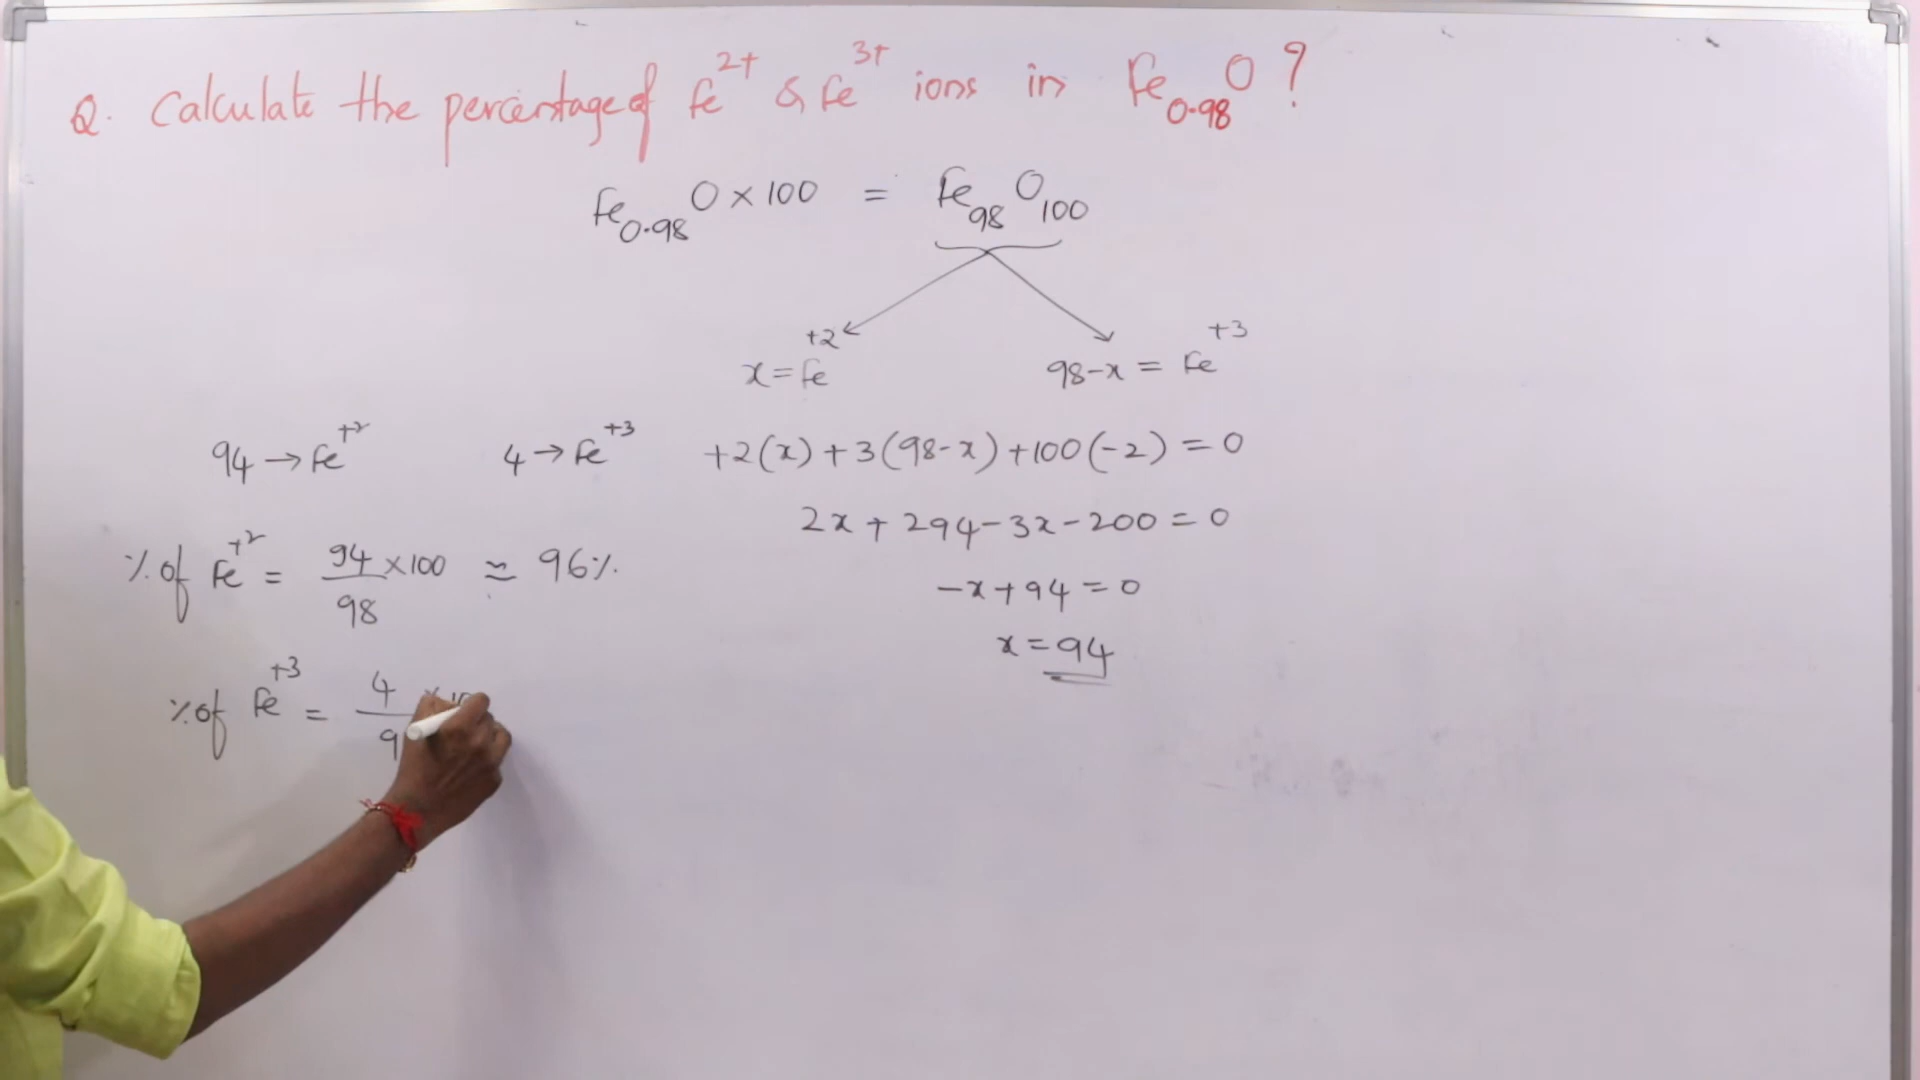 Q. Calculate the percentage of Fe²⁺ & Fe³⁺ ions in Fe₀.₉₈O ?
Fe₀.₉₈O × 100 = Fe₉₈O₁₀₀
x = Fe⁺²
98-x = Fe⁺³
94 → Fe⁺²
4 → Fe⁺³
+2(x) + 3(98-x) + 100(-2) = 0
2x + 294 - 3x - 200 = 0
-x + 94 = 0
x = 94
% of Fe⁺² = 94/98 × 100 ≃ 96%.
% of Fe⁺³ = 4/9 ×